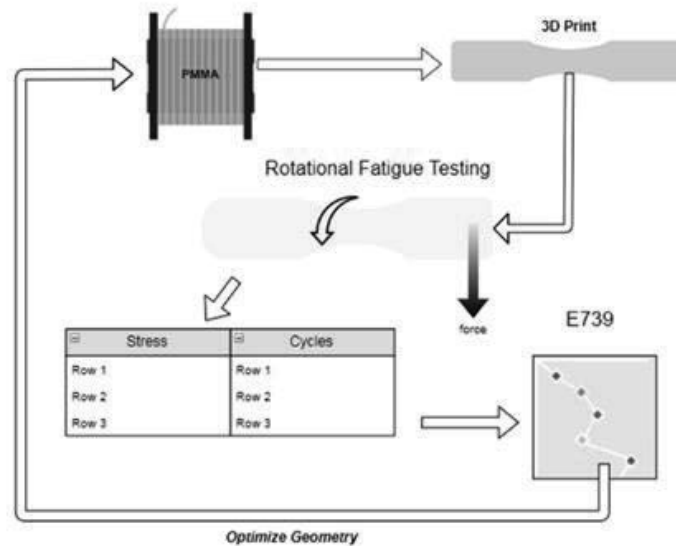 3D Print
PMMA
Rotational Fatigue Testing
force
E739
Stress Cycles
Row 1 Row 1
Row 2 Row 2
Row 3 Row 3
Optimize Geometry